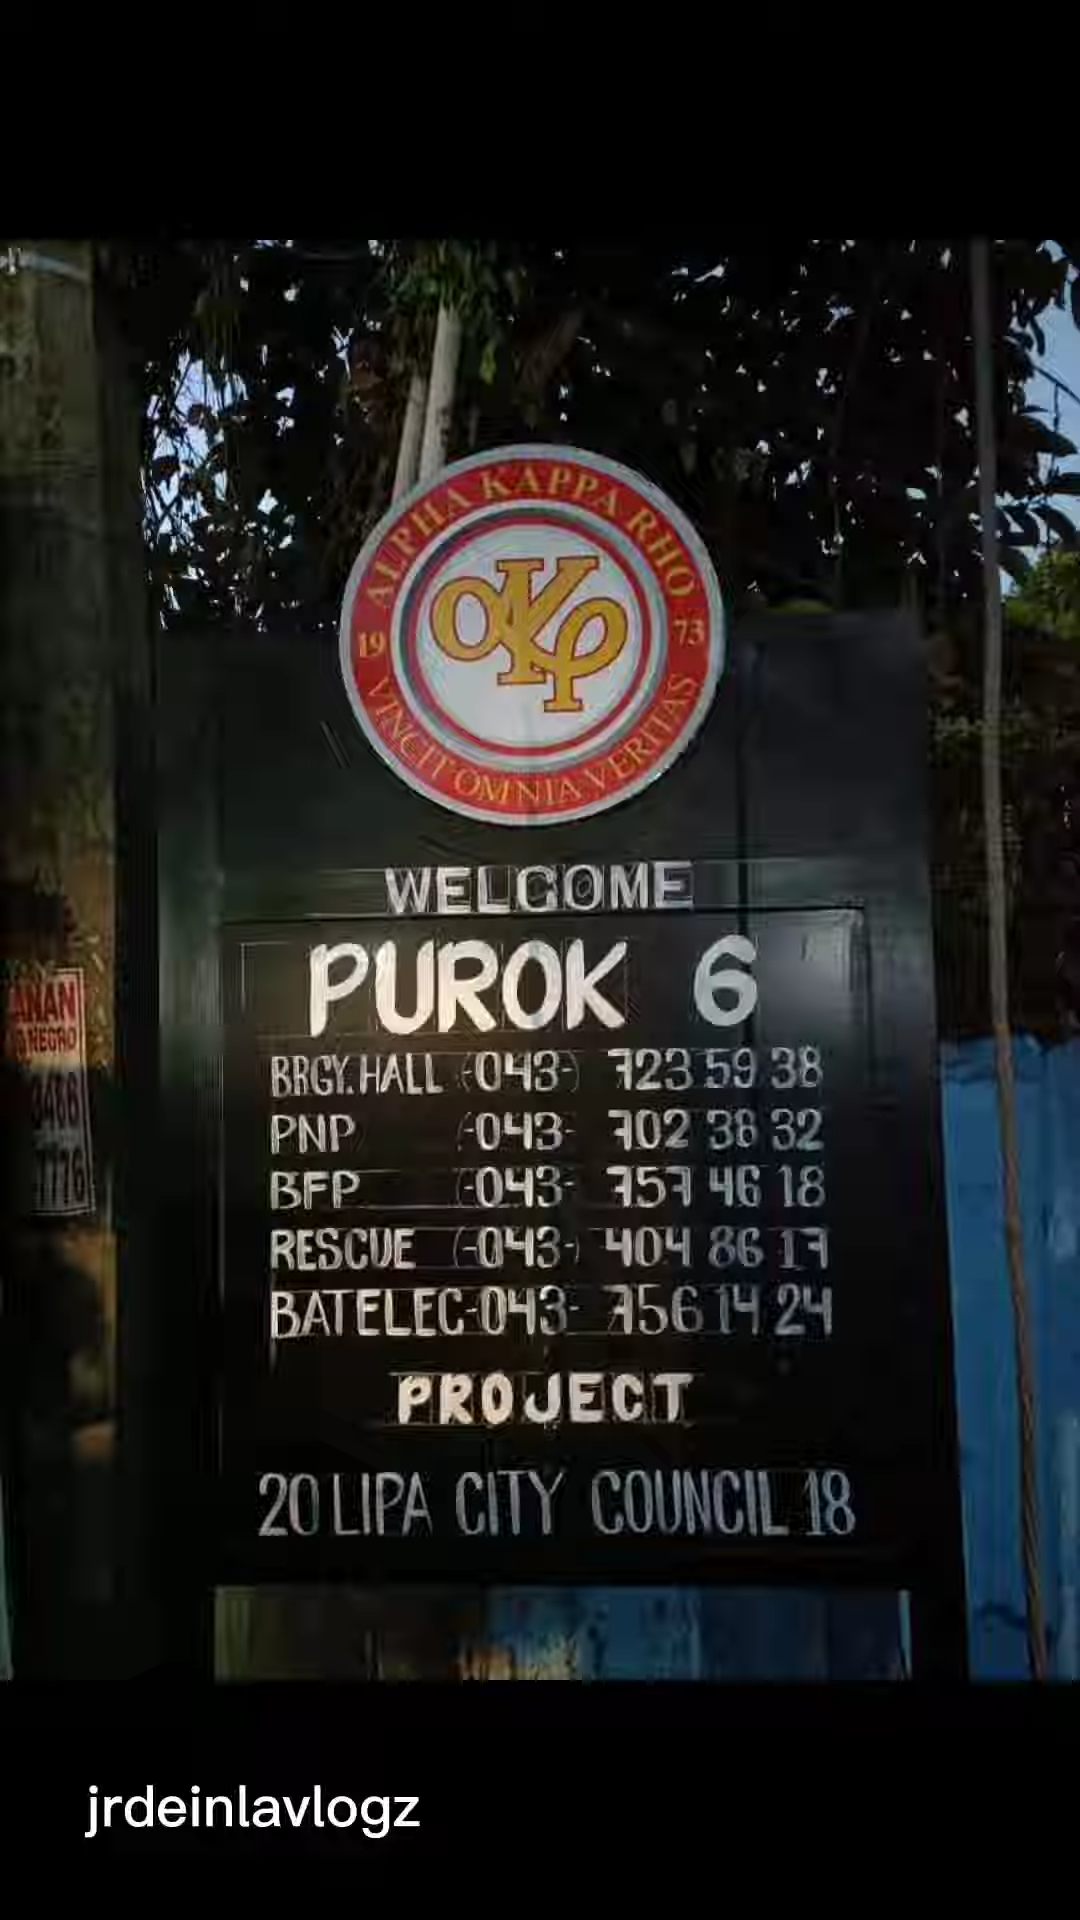 ALPHA KAPPA RHO
19 73
αKρ
VINCIT OMNIA VERITAS
WELCOME
PUROK 6
BRGY. HALL (-043-) 723 59 38
PNP (-043- 702 38 32
BFP (-043- 757 46 18
RESCUE (-043-) 404 86 17
BATELEC-043- 756 14 24
PROJECT
20 LIPA CITY COUNCIL 18
NEGRO
jrdeinlavlogz